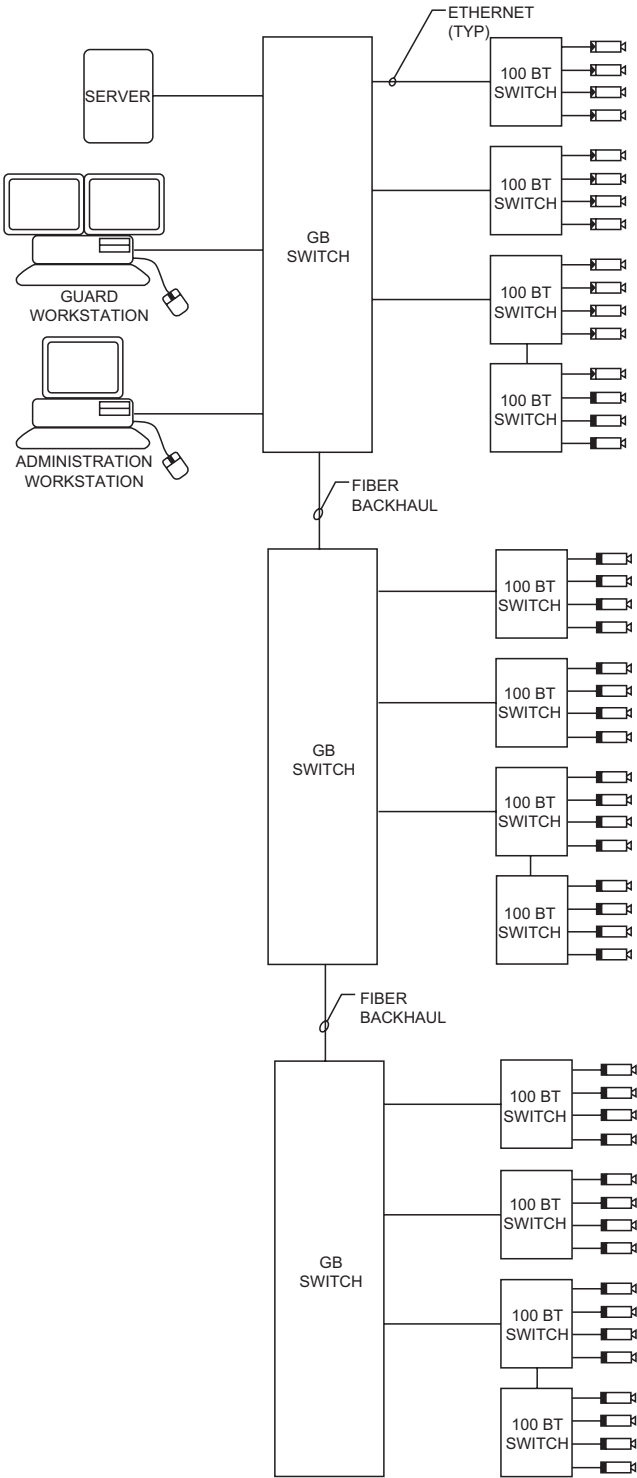 ETHERNET
(TYP)
SERVER
100 BT
SWITCH
100 BT
SWITCH
GB
SWITCH
GUARD
WORKSTATION
100 BT
SWITCH
100 BT
SWITCH
ADMINISTRATION
WORKSTATION
FIBER
BACKHAUL
100 BT
SWITCH
100 BT
SWITCH
GB
SWITCH
100 BT
SWITCH
100 BT
SWITCH
FIBER
BACKHAUL
100 BT
SWITCH
100 BT
SWITCH
GB
SWITCH
100 BT
SWITCH
100 BT
SWITCH